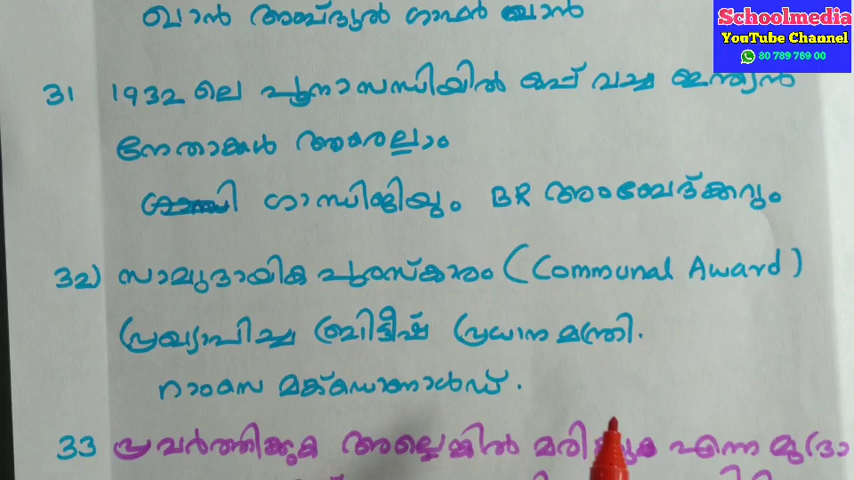 ഖാൻ അബ്ദുൽ ഗാഫർ ഖാൻ
Schoolmedia
YouTube Channel
80 789 789 00
31 1932 ലെ പൂനാസന്ധിയിൽ ഒപ്പ് വച്ച ഇന്ത്യൻ
നേതാക്കൾ ആരെല്ലാം
ഗാന്ധിജിയും BR അംബേദ്ക്കറും
32) സാമുദായിക പുരസ്കാരം (Communal Award)
പ്രഖ്യാപിച്ച ബ്രിട്ടീഷ് പ്രധാനമന്ത്രി.
റാംസെ മക്ഡൊണാൾഡ്.
33 പ്രവർത്തിക്കുക അല്ലെങ്കിൽ മരിക്കുക എന്ന മുദ്രാ